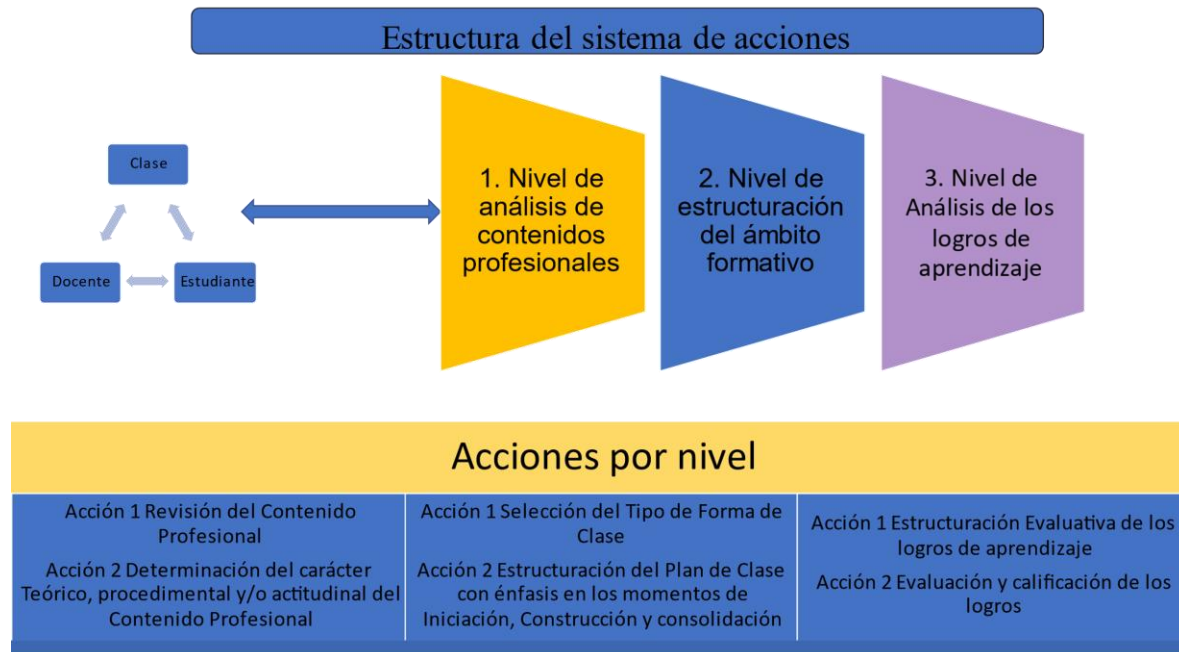 Estructura del sistema de acciones
Clase
Docente
Estudiante
1. Nivel de
análisis de
contenidos
profesionales
2. Nivel de
estructuración
del ámbito
formativo
3. Nivel de
Análisis de los
logros de
aprendizaje
Acciones por nivel
Acción 1 Revisión del Contenido
Profesional
Acción 2 Determinación del carácter
Teórico, procedimental y/o actitudinal del
Contenido Profesional
Acción 1 Selección del Tipo de Forma de
Clase
Acción 2 Estructuración del Plan de Clase
con énfasis en los momentos de
Iniciación, Construcción y consolidación
Acción 1 Estructuración Evaluativa de los
logros de aprendizaje
Acción 2 Evaluación y calificación de los
logros